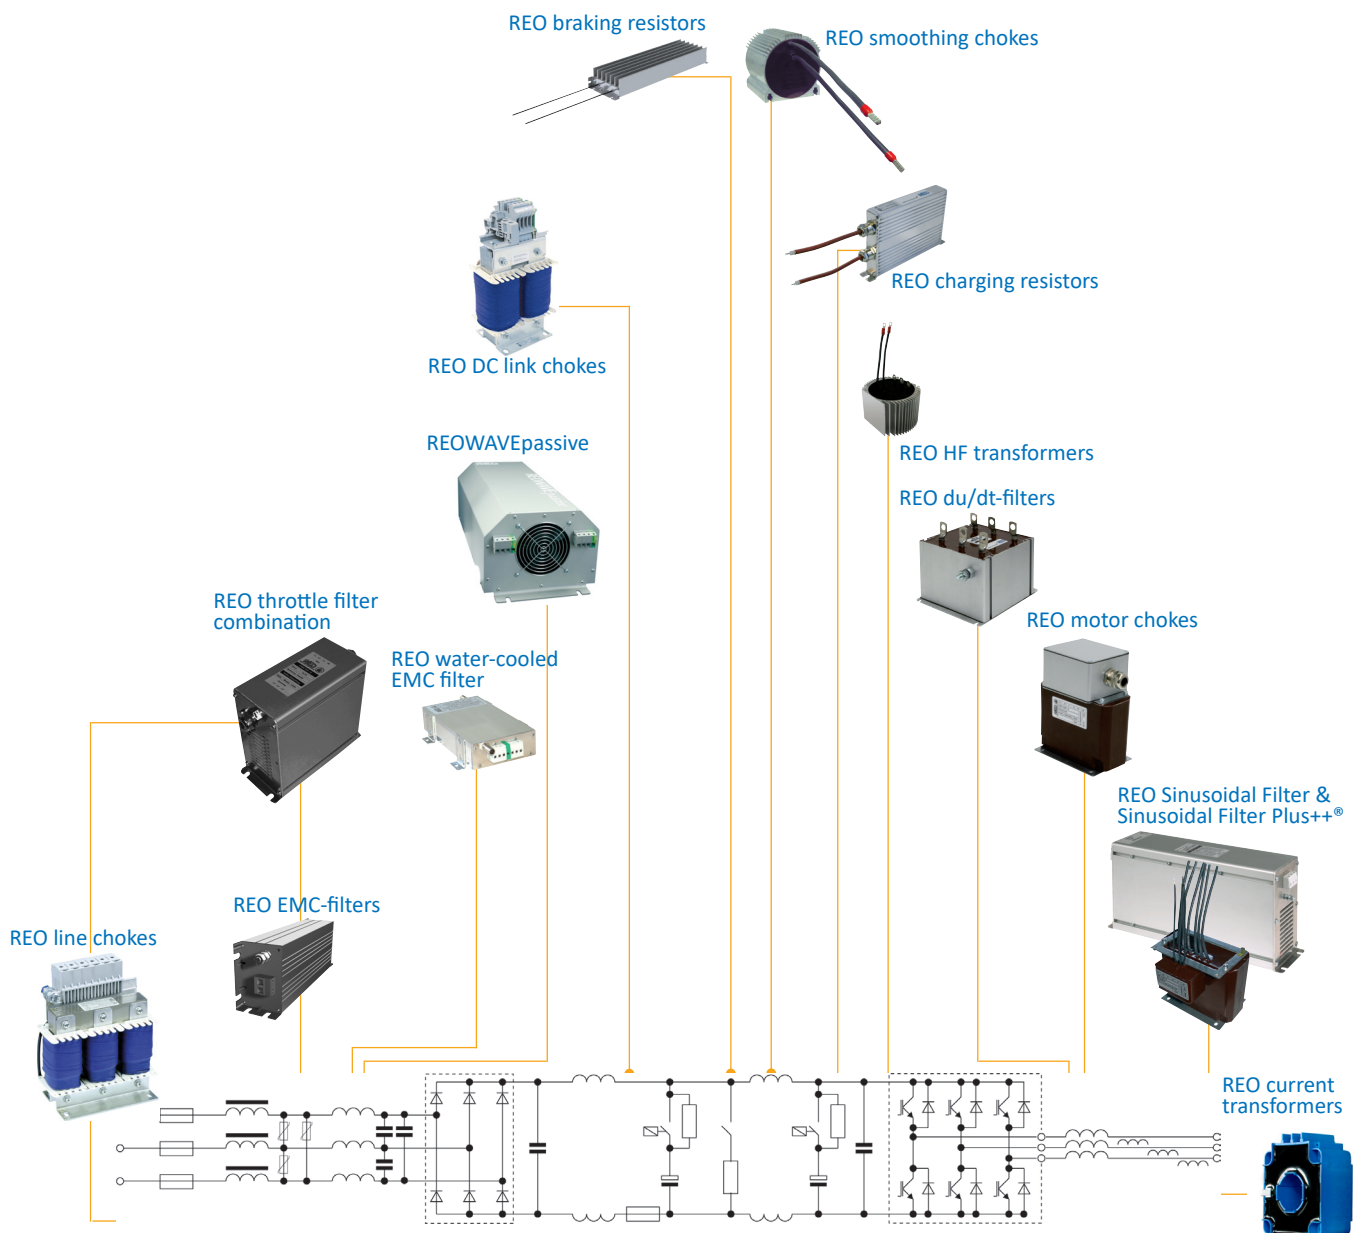 REO braking resistors
REO smoothing chokes
REO charging resistors
REO DC link chokes
REO HF transformers
REOWAVEpassive
REO du/dt-filters
REO throttle filter
combination
REO water-cooled
EMC filter
REO motor chokes
REO Sinusoidal Filter &
Sinusoidal Filter Plus++®
REO EMC-filters
REO line chokes
REO current
transformers